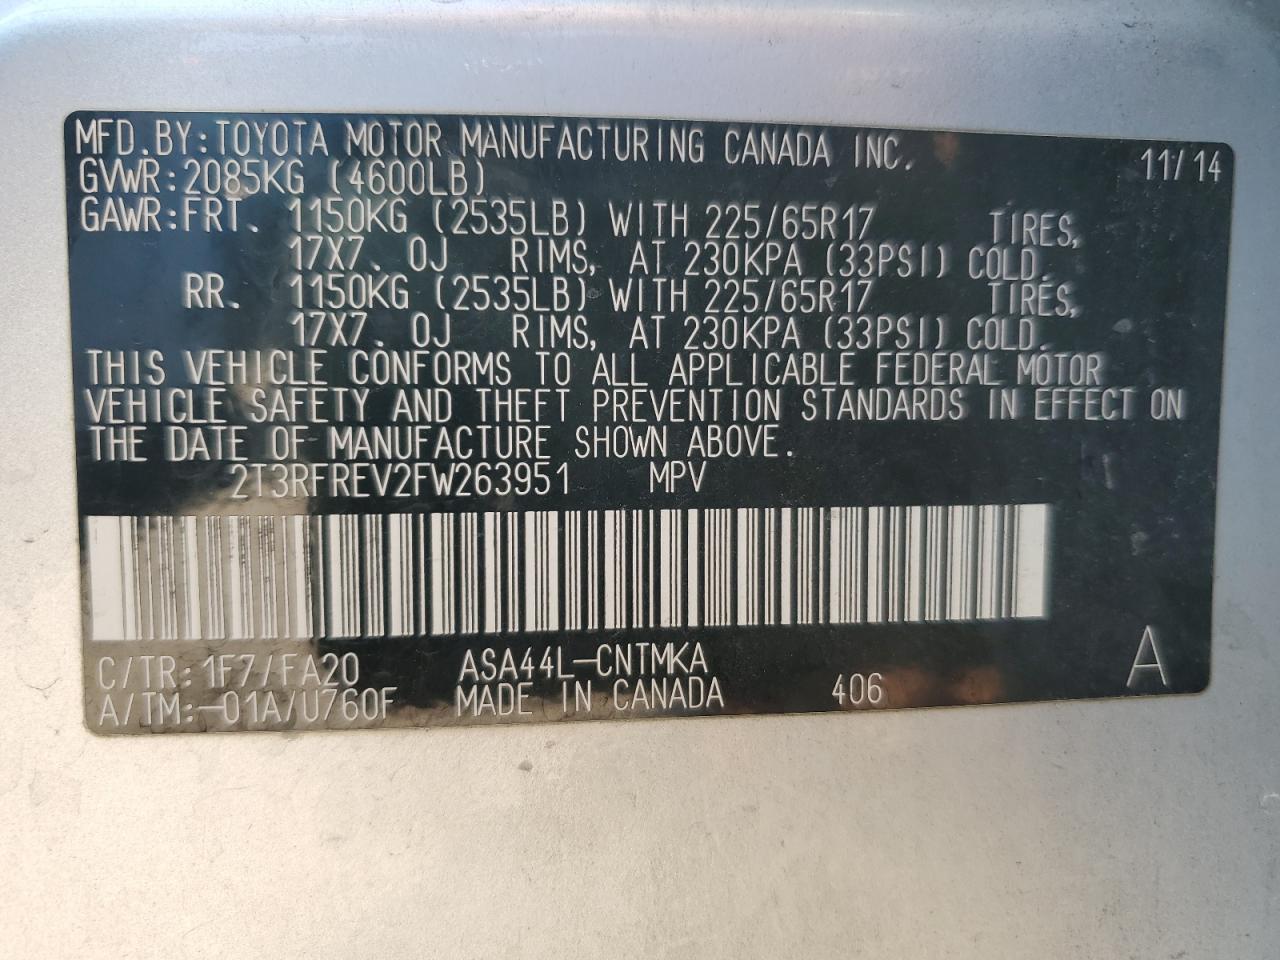 MFD.BY:TOYOTA MOTOR MANUFACTURING CANADA INC. 11/14
GVWR:2085KG (4600LB)
GAWR:FRT. 1150KG (2535LB) WITH 225/65R17 TIRES,
17X7. 0J RIMS, AT 230KPA (33PSI) COLD.
RR. 1150KG (2535LB) WITH 225/65R17 TIRES,
17X7. 0J RIMS, AT 230KPA (33PSI) COLD.
THIS VEHICLE CONFORMS TO ALL APPLICABLE FEDERAL MOTOR
VEHICLE SAFETY AND THEFT PREVENTION STANDARDS IN EFFECT ON
THE DATE OF MANUFACTURE SHOWN ABOVE.
2T3RFREV2FW263951 MPV
C/TR:1F7/FA20 ASA44L-CNTMKA A
A/TM:-01A/U760F MADE IN CANADA 406